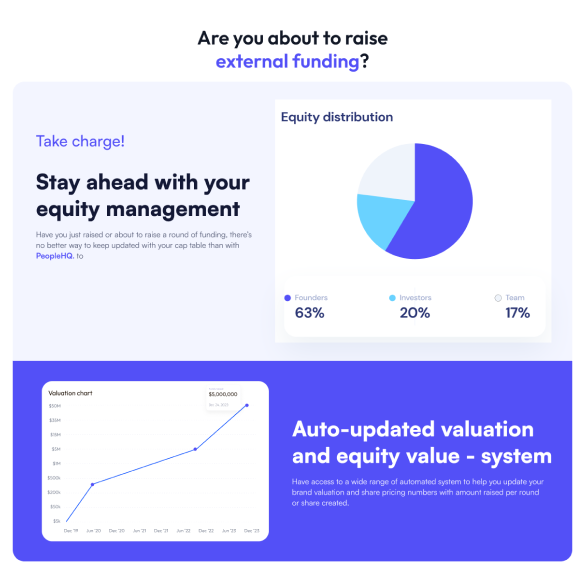 Are you about to raise
external funding?
Take charge!
Stay ahead with your
equity management
Have you just raised or about to raise a round of funding, there's
no better way to keep updated with your cap table than with
PeopleHQ. to
Equity distribution
Founders
Investors
Team
63%
20%
17%
Valuation chart
$5,000,000
$50M
$5M
$1M
$500k
$200k
$50k
$5k
Dec '19
Jun '20
Dec '20
Jun '21
Dec '21
Jun '22
Dec '22
Jun '23
Dec '23
Auto-updated valuation
and equity value - system
Have access to a wide range of automated system to help you update your
brand valuation and share pricing numbers with amount raised per round
or share created.